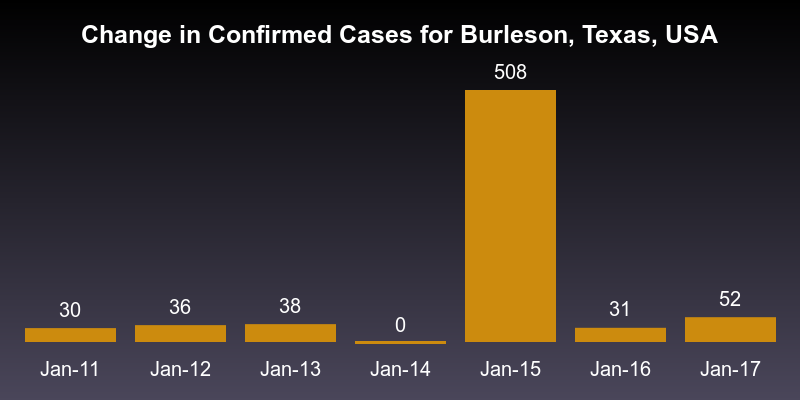 Change in Confirmed Cases for Burleson, Texas, USA
508
30 36 38 0 31 52
Jan-11 Jan-12 Jan-13 Jan-14 Jan-15 Jan-16 Jan-17